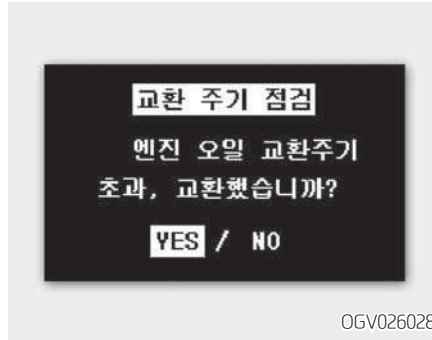 교환 주기 점검
엔진 오일 교환주기
초과, 교환했습니까?
YES / NO
OGV026028